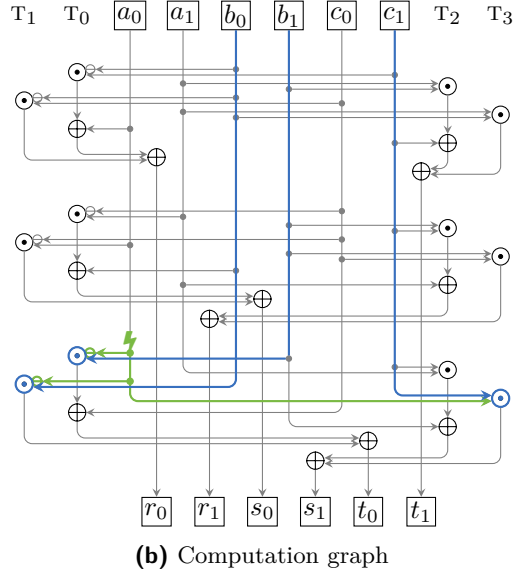 T₁ T₀ a₀ a₁ b₀ b₁ c₀ c₁ T₂ T₃
r₀ r₁ s₀ s₁ t₀ t₁
(b) Computation graph